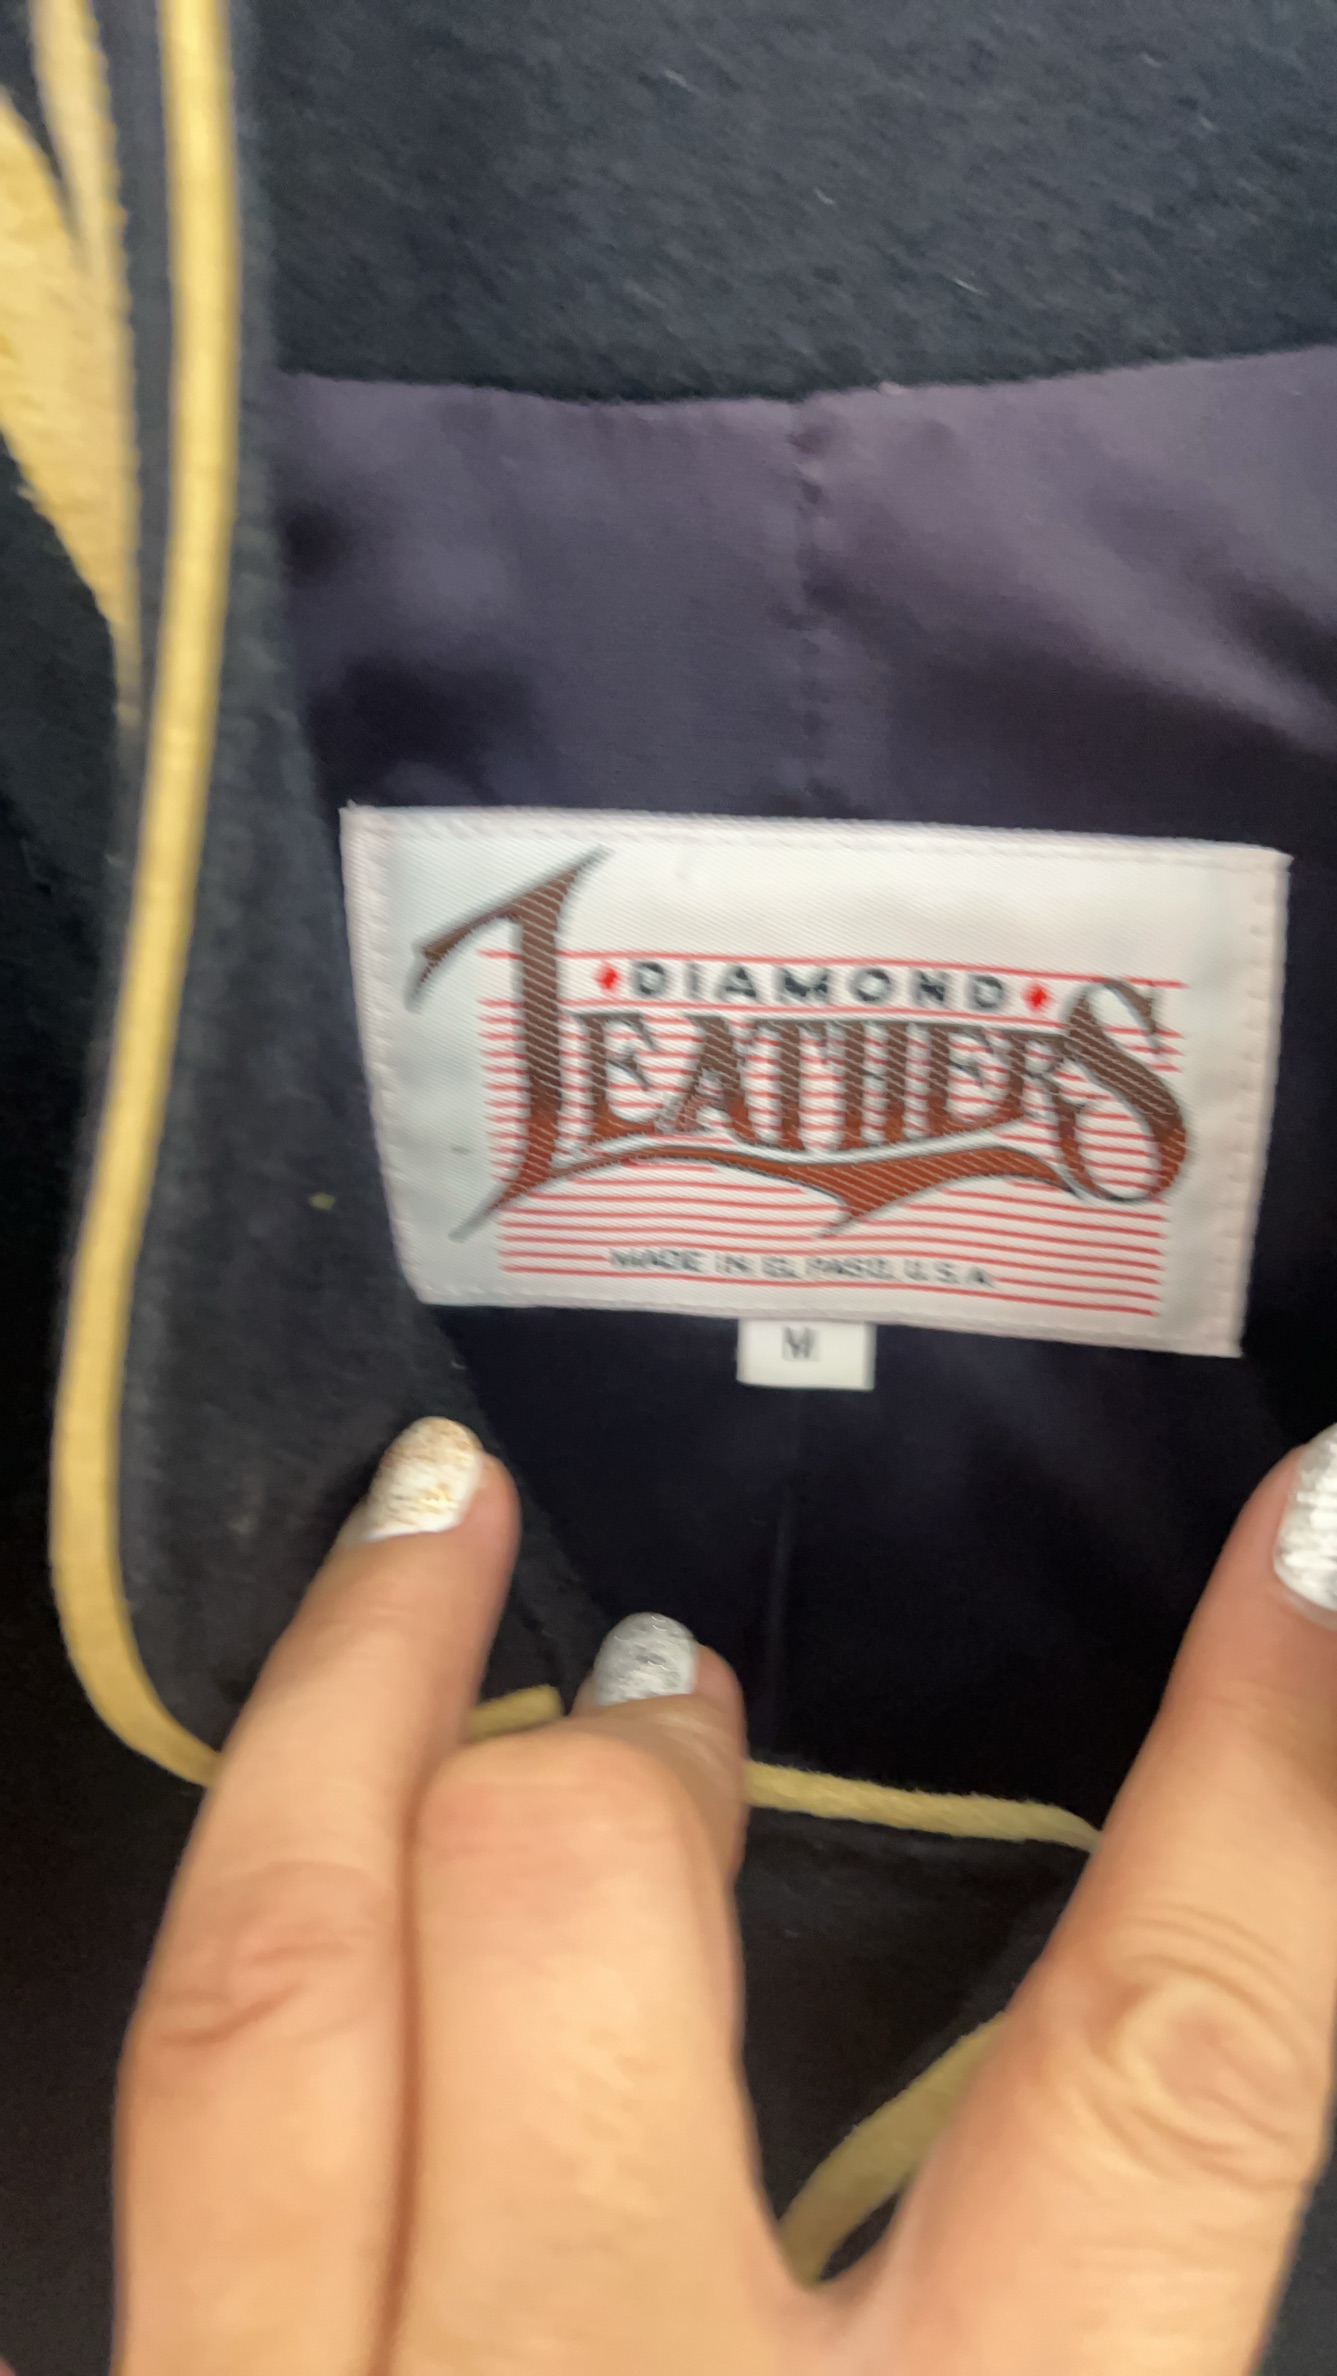 DIAMOND
LEATHERS
MADE IN EL PASO, U.S.A.
M